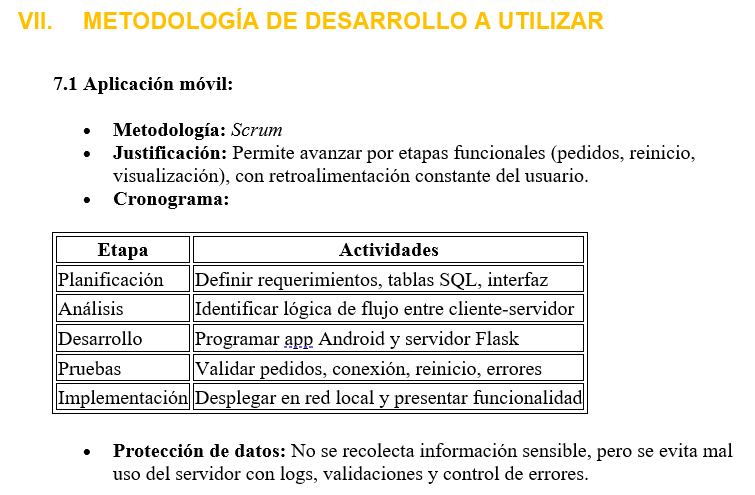 VII. METODOLOGÍA DE DESARROLLO A UTILIZAR
7.1 Aplicación móvil:
• Metodología: Scrum
• Justificación: Permite avanzar por etapas funcionales (pedidos, reinicio,
visualización), con retroalimentación constante del usuario.
• Cronograma:
Etapa Actividades
Planificación Definir requerimientos, tablas SQL, interfaz
Análisis Identificar lógica de flujo entre cliente-servidor
Desarrollo Programar app Android y servidor Flask
Pruebas Validar pedidos, conexión, reinicio, errores
Implementación Desplegar en red local y presentar funcionalidad
• Protección de datos: No se recolecta información sensible, pero se evita mal
uso del servidor con logs, validaciones y control de errores.